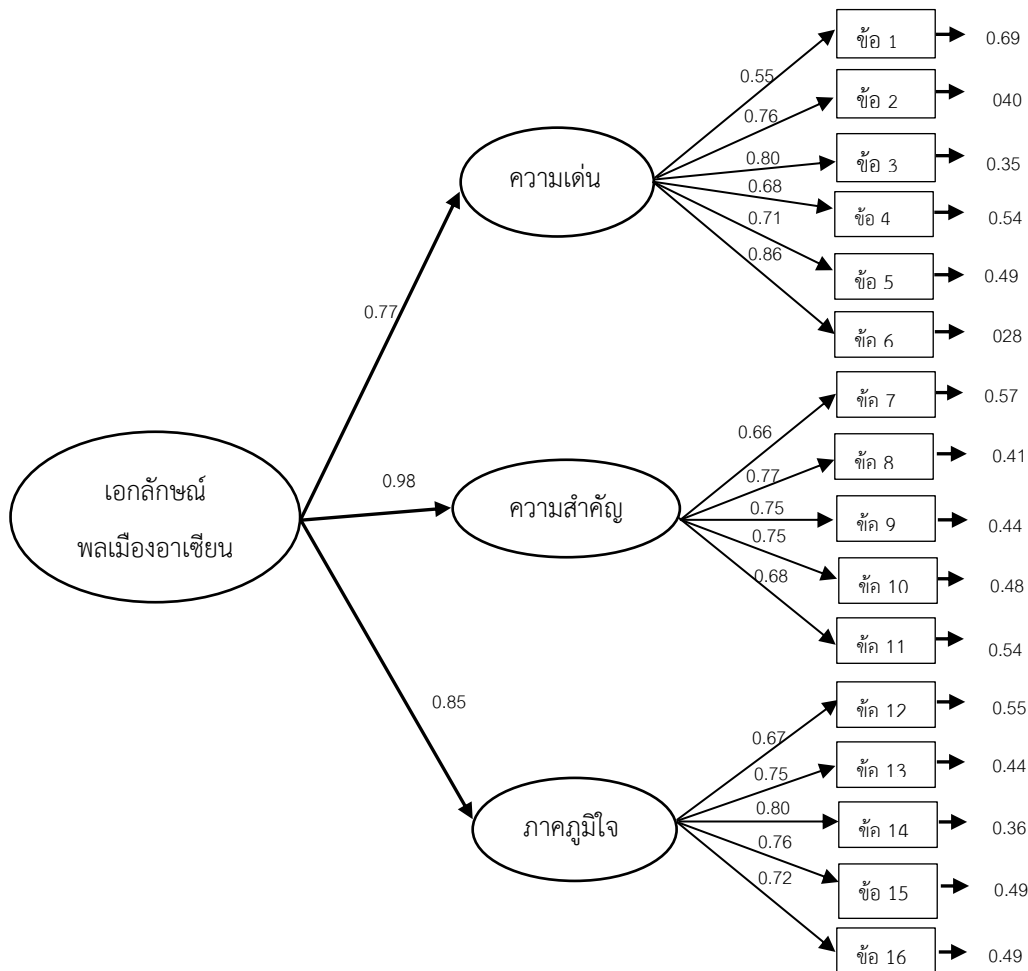 ข้อ 1
0.69
0.55
ข้อ 2
040
0.76
ข้อ 3
0.35
0.80
ความเด่น
0.68
ข้อ 4
0.54
0.71
0.86
ข้อ 5
0.49
0.77
ข้อ 6
028
ข้อ 7
0.57
0.66
ข้อ 8
0.41
0.98
0.77
เอกลักษณ์
พลเมืองอาเซียน
ความสำคัญ
0.75
ข้อ 9
0.44
0.75
0.68
ข้อ 10
0.48
ข้อ 11
0.54
0.85
ข้อ 12
0.55
0.67
ข้อ 13
0.44
0.75
0.80
ภาคภูมิใจ
ข้อ 14
0.36
0.76
0.72
ข้อ 15
0.49
ข้อ 16
0.49